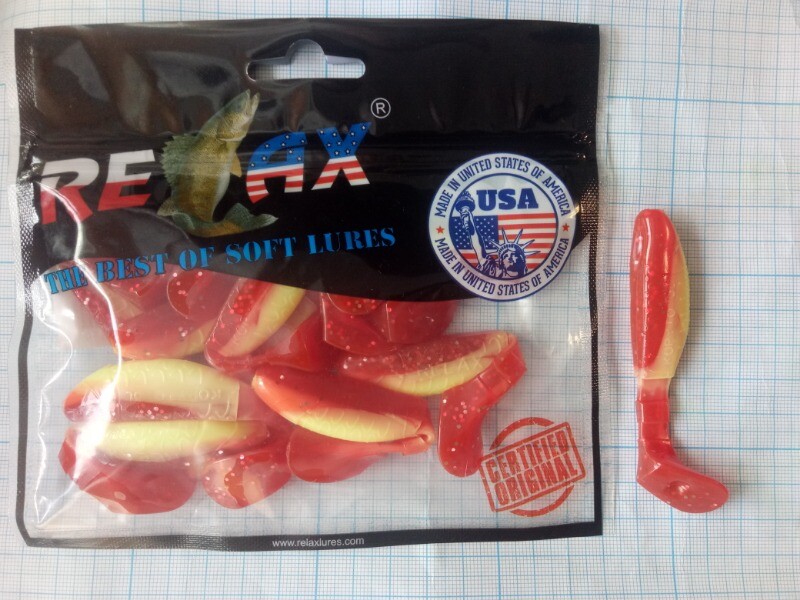 RELAX®
THE BEST OF SOFT LURES
MADE IN UNITED STATES OF AMERICA
USA
MADE IN UNITED STATES OF AMERICA
CERTIFIED
ORIGINAL
www.relaxlures.com